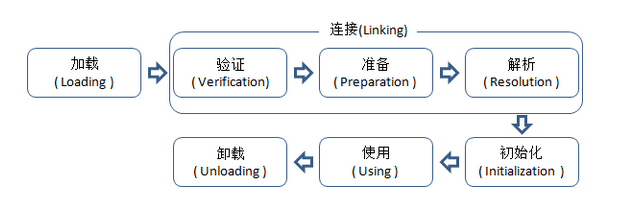 连接(Linking)
加载
( Loading )
验证
( Verification)
准备
( Preparation )
解析
( Resolution )
初始化
( Initialization )
使用
( Using )
卸载
( Unloading )